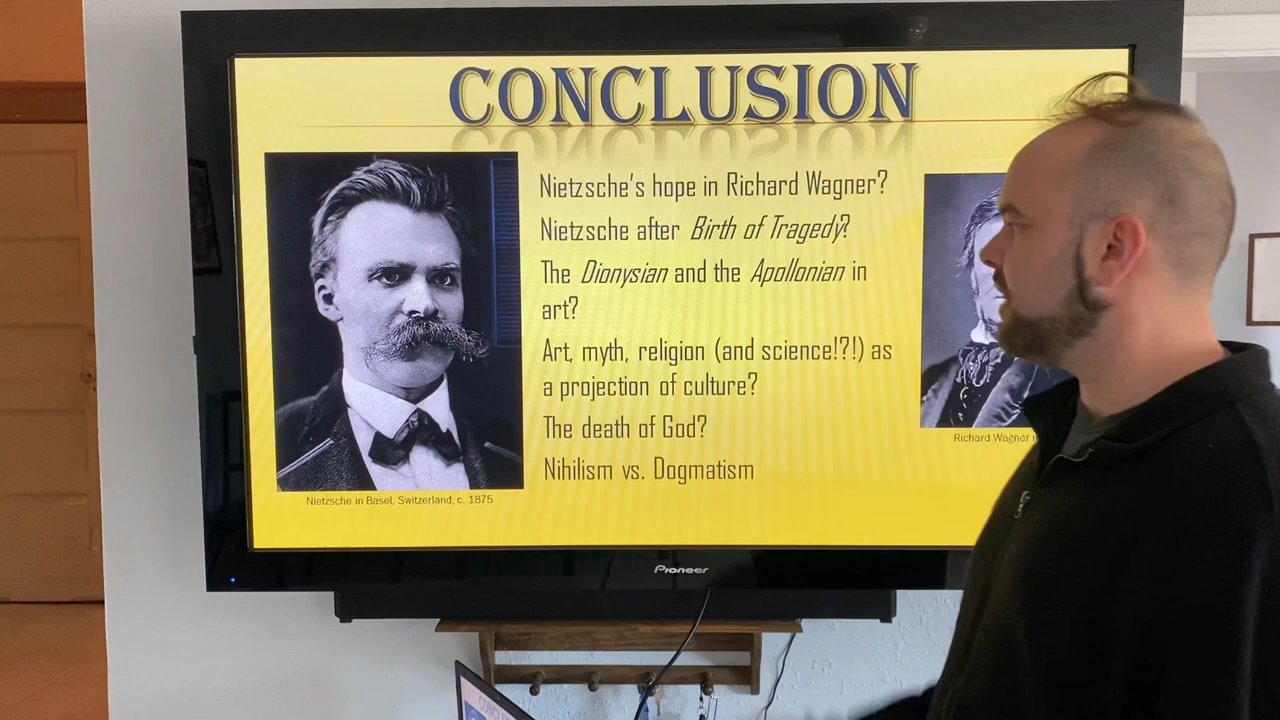 CONCLUSION
Nietzsche's hope in Richard Wagner?
Nietzsche after Birth of Tragedy?
The Dionysian and the Apollonian in
art?
Art, myth, religion (and science!?!) as
a projection of culture?
The death of God?
Nihilism vs. Dogmatism
Nietzsche in Basel, Switzerland, c. 1875
Richard Wagner
Pioneer